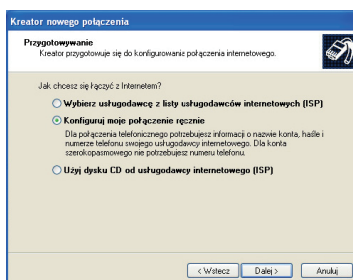 Kreator nowego połączenia
Przygotowywanie
Kreator przygotowuje się do konfigurowania połączenia internetowego.
Jak chcesz się łączyć z Internetem?
Wybierz usługodawcę z listy usługodawców internetowych (ISP)
Konfiguruj moje połączenie ręcznie
Dla połączenia telefonicznego potrzebujesz informacji o nazwie konta, haśle i
numerze telefonu swojego usługodawcy internetowego. Dla konta
szerokopasmowego nie potrzebujesz numeru telefonu.
Użyj dysku CD od usługodawcy internetowego (ISP)
< Wstecz Dalej > Anuluj